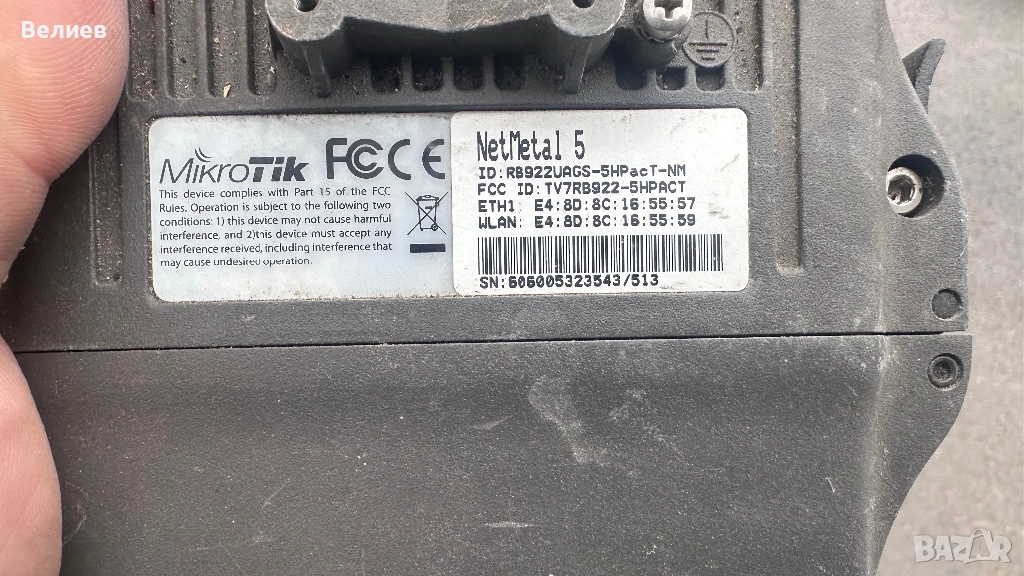 Велиев
MikroTik FC CE
This device complies with Part 15 of the FCC
Rules. Operation is subject to the following two
conditions: 1) this device may not cause harmful
interference, and 2)this device must accept any
interference received, including interference that
may cause undesired operation.
NetMetal 5
ID:RB922UAGS-5HPacT-NM
FCC ID:TV7RB922-5HPACT
ETH1: E4:8D:8C:16:55:57
WLAN: E4:8D:8C:16:55:59
SN:606005323543/513
BAZAR